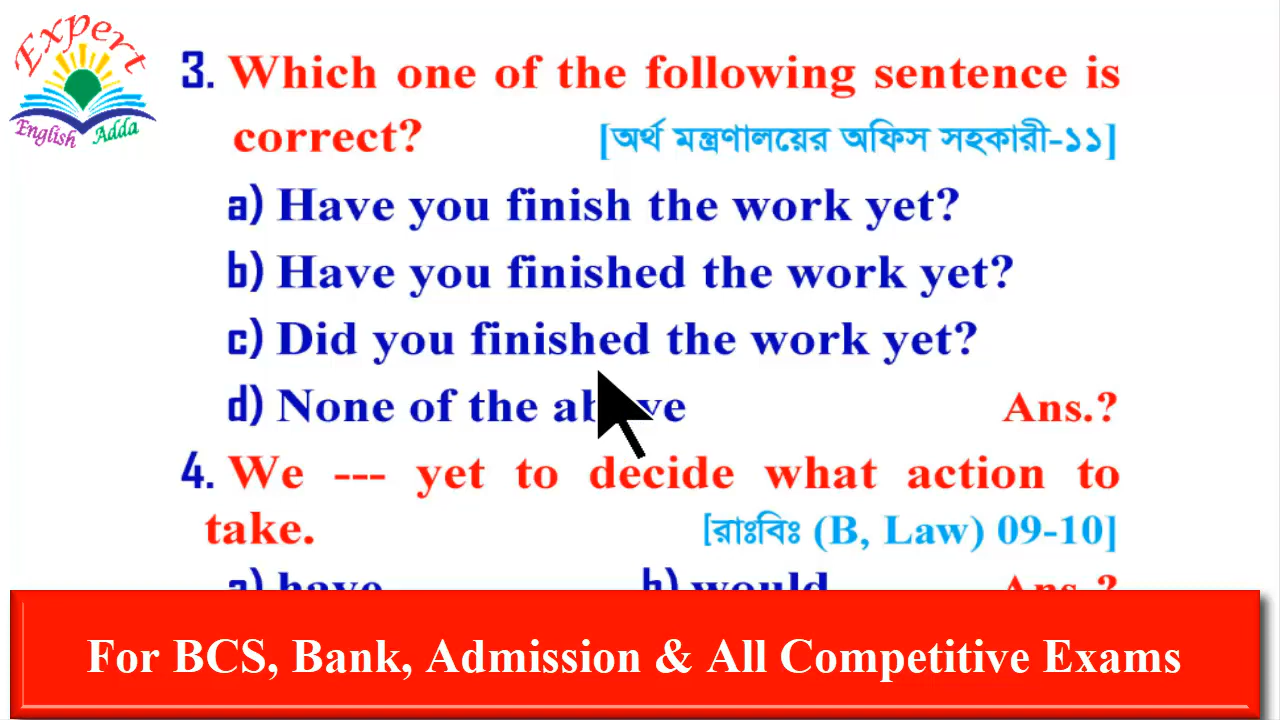 Expert
English Adda
3. Which one of the following sentence is
correct? [অর্থ মন্ত্রণালয়ের অফিস সহকারী-১১]
a) Have you finish the work yet?
b) Have you finished the work yet?
c) Did you finished the work yet?
d) None of the above Ans.?
4. We --- yet to decide what action to
take. [রাঃবিঃ (B, Law) 09-10]
a) have b) would Ans.?
For BCS, Bank, Admission & All Competitive Exams